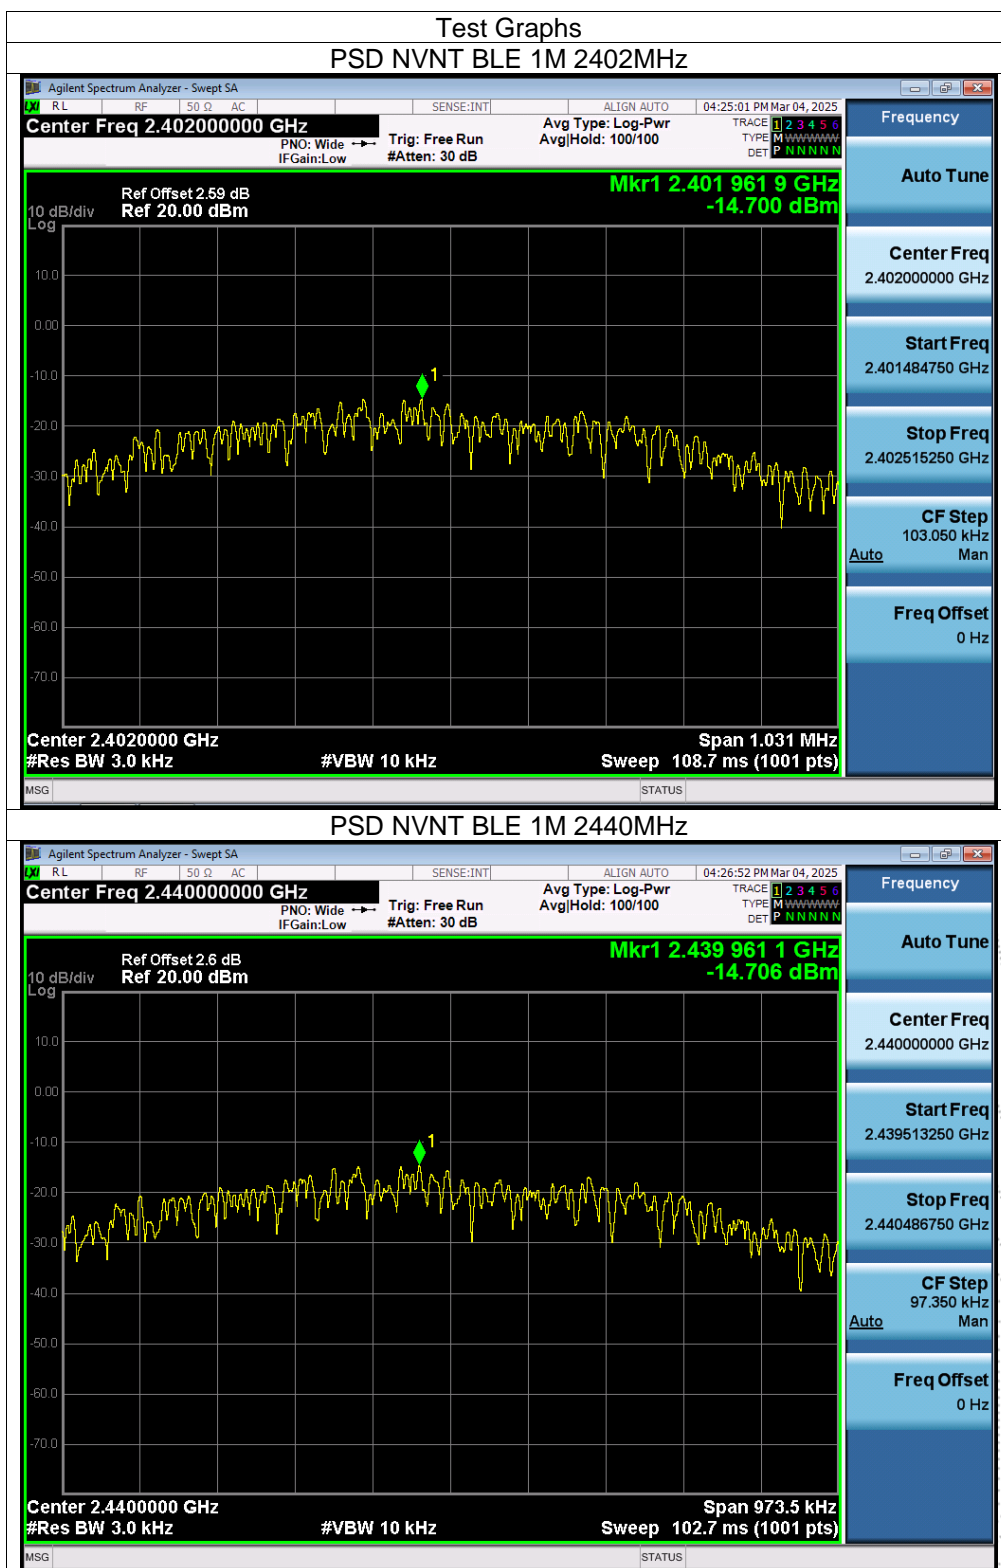 Test Graphs
PSD NVNT BLE 1M 2402MHz
Agilent Spectrum Analyzer - Swept SA
LXI RL RF 50 Ω AC SENSE:INT ALIGN AUTO 04:25:01 PM Mar 04, 2025
Center Freq 2.402000000 GHz
PNO: Wide
IFGain:Low
Trig: Free Run
#Atten: 30 dB
Avg Type: Log-Pwr
Avg|Hold: 100/100
TRACE 1 2 3 4 5 6
TYPE M WWWWW
DET P N N N N N
Frequency
Auto Tune
Center Freq
2.402000000 GHz
Start Freq
2.401484750 GHz
Stop Freq
2.402515250 GHz
CF Step
103.050 kHz
Auto Man
Freq Offset
0 Hz
Mkr1 2.401 961 9 GHz
-14.700 dBm
Ref Offset 2.59 dB
10 dB/div Ref 20.00 dBm
Log
10.0
0.00
-10.0
1
-20.0
-30.0
-40.0
-50.0
-60.0
-70.0
Center 2.4020000 GHz Span 1.031 MHz
#Res BW 3.0 kHz #VBW 10 kHz Sweep 108.7 ms (1001 pts)
MSG STATUS
PSD NVNT BLE 1M 2440MHz
Agilent Spectrum Analyzer - Swept SA
LXI RL RF 50 Ω AC SENSE:INT ALIGN AUTO 04:26:52 PM Mar 04, 2025
Center Freq 2.440000000 GHz
PNO: Wide
IFGain:Low
Trig: Free Run
#Atten: 30 dB
Avg Type: Log-Pwr
Avg|Hold: 100/100
TRACE 1 2 3 4 5 6
TYPE M WWWWW
DET P N N N N N
Frequency
Auto Tune
Center Freq
2.440000000 GHz
Start Freq
2.439513250 GHz
Stop Freq
2.440486750 GHz
CF Step
97.350 kHz
Auto Man
Freq Offset
0 Hz
Mkr1 2.439 961 1 GHz
-14.706 dBm
Ref Offset 2.6 dB
10 dB/div Ref 20.00 dBm
Log
10.0
0.00
-10.0
1
-20.0
-30.0
-40.0
-50.0
-60.0
-70.0
Center 2.4400000 GHz Span 973.5 kHz
#Res BW 3.0 kHz #VBW 10 kHz Sweep 102.7 ms (1001 pts)
MSG STATUS